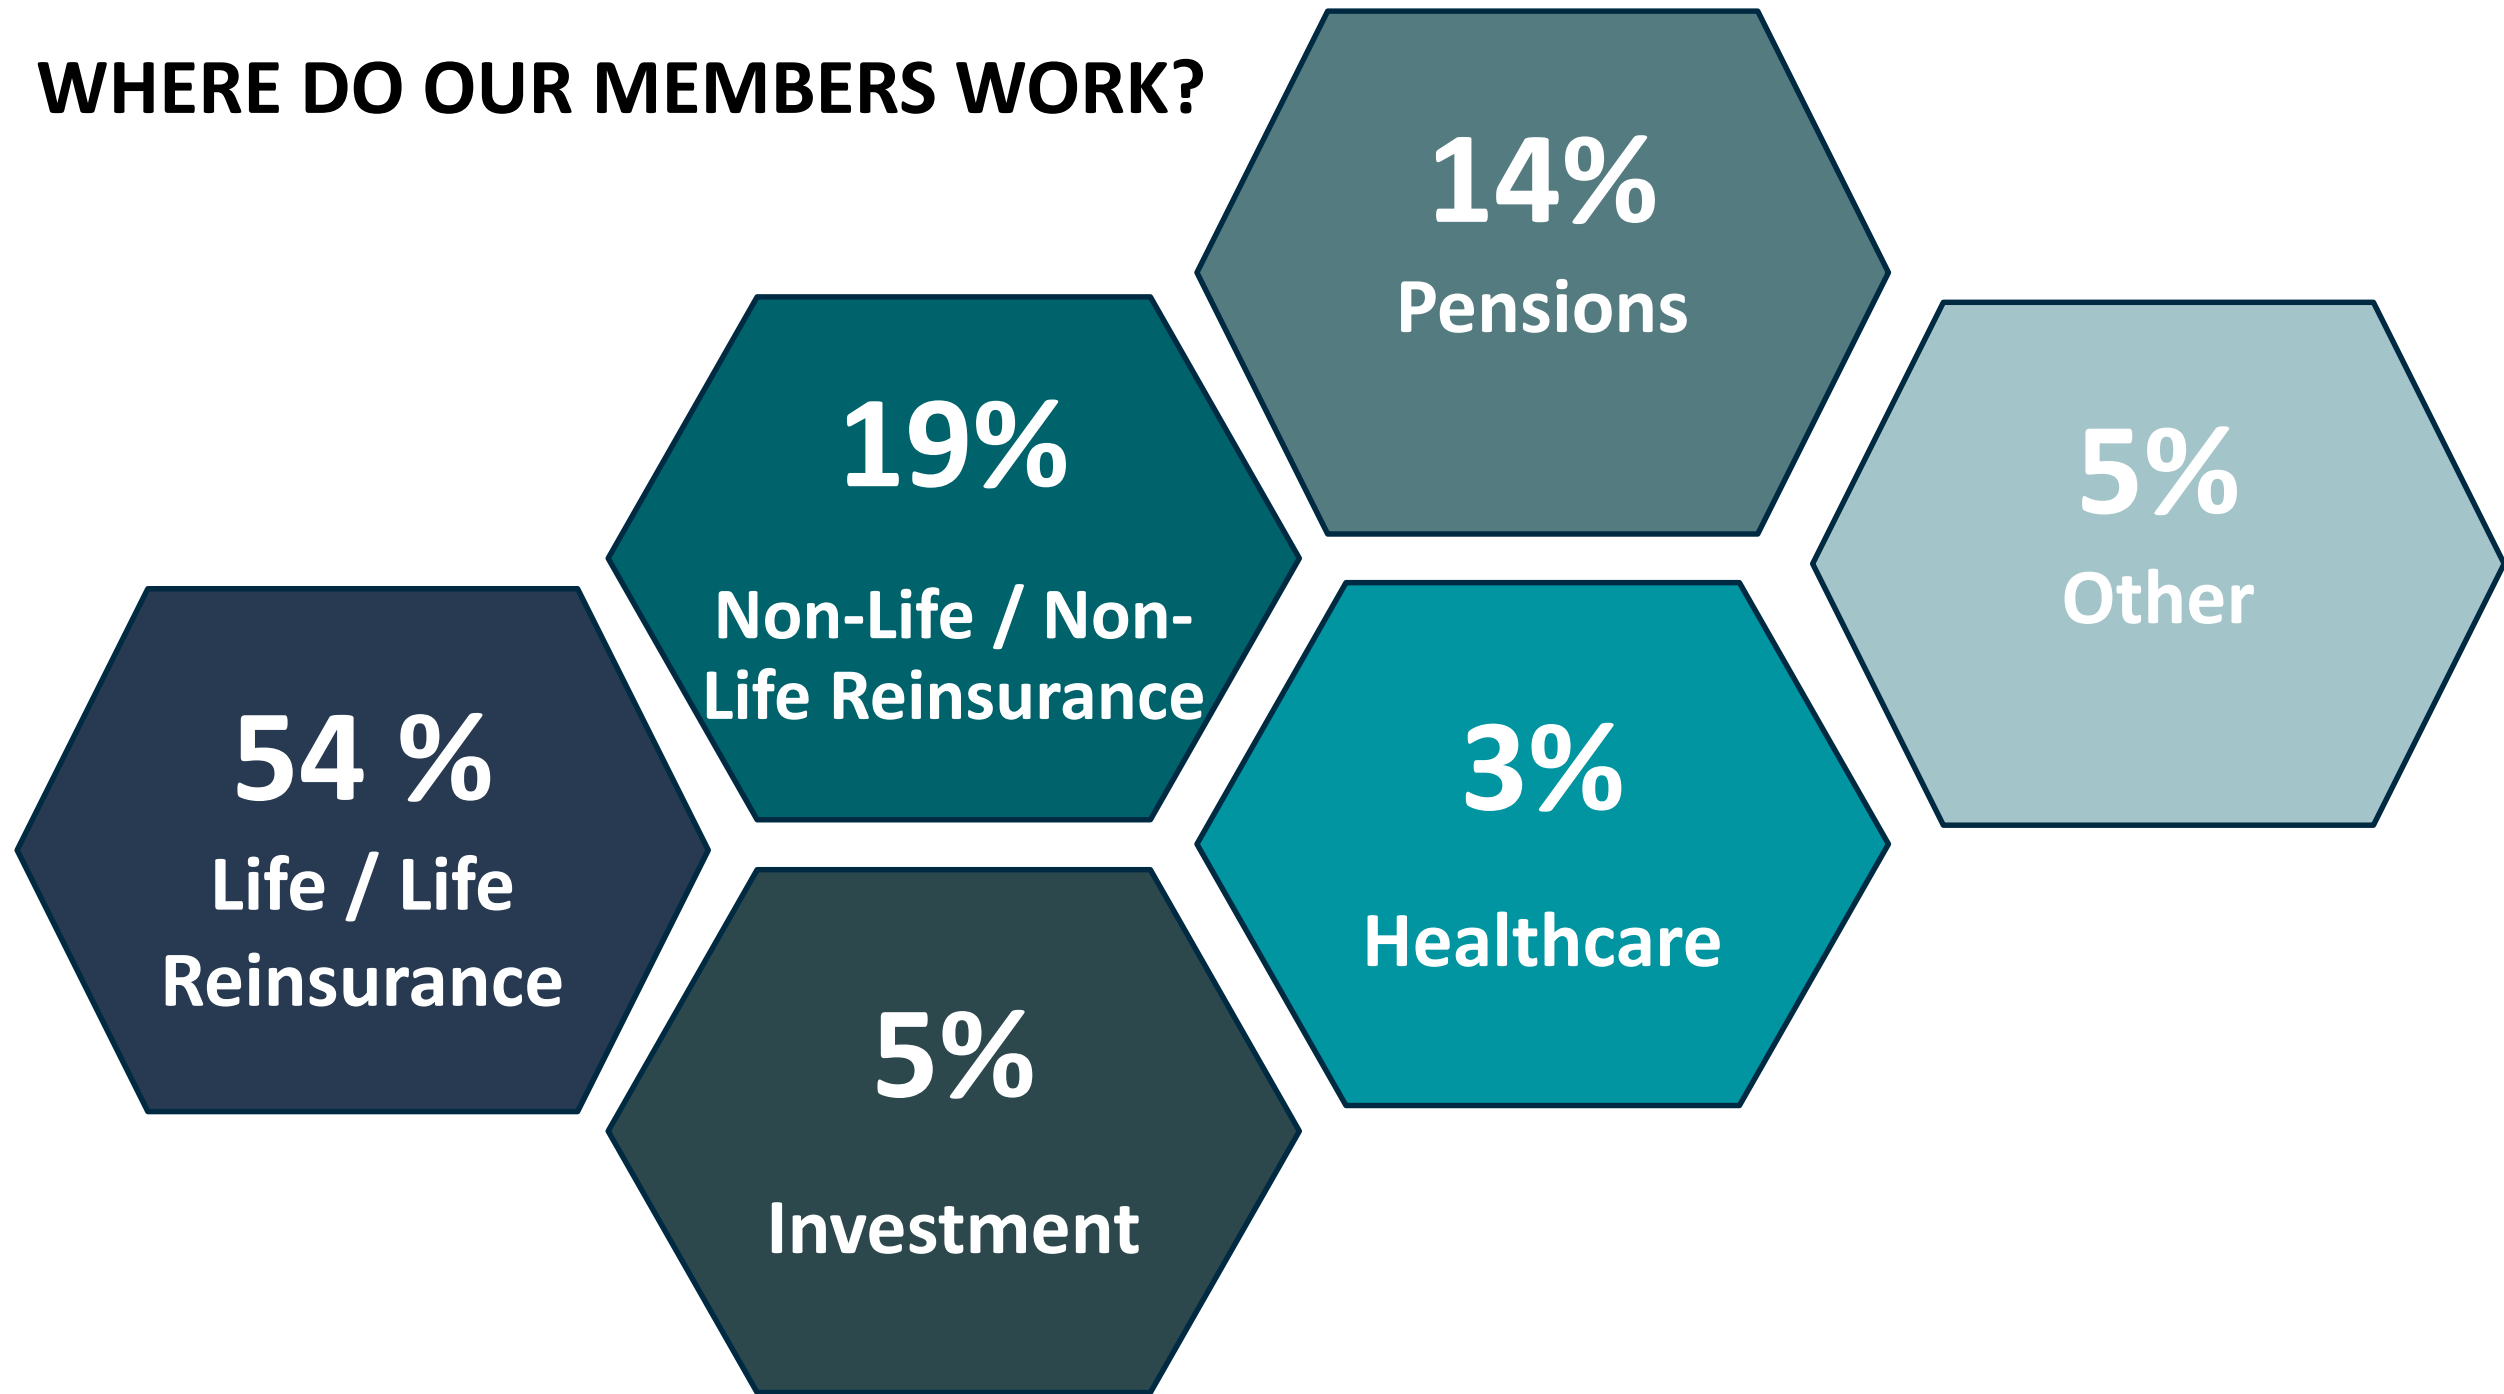 WHERE DO OUR MEMBERS WORK?
14%
Pensions
19%
Non-Life / Non-
Life Reinsurance
5%
Other
54 %
Life / Life
Reinsurance
3%
Healthcare
5%
Investment